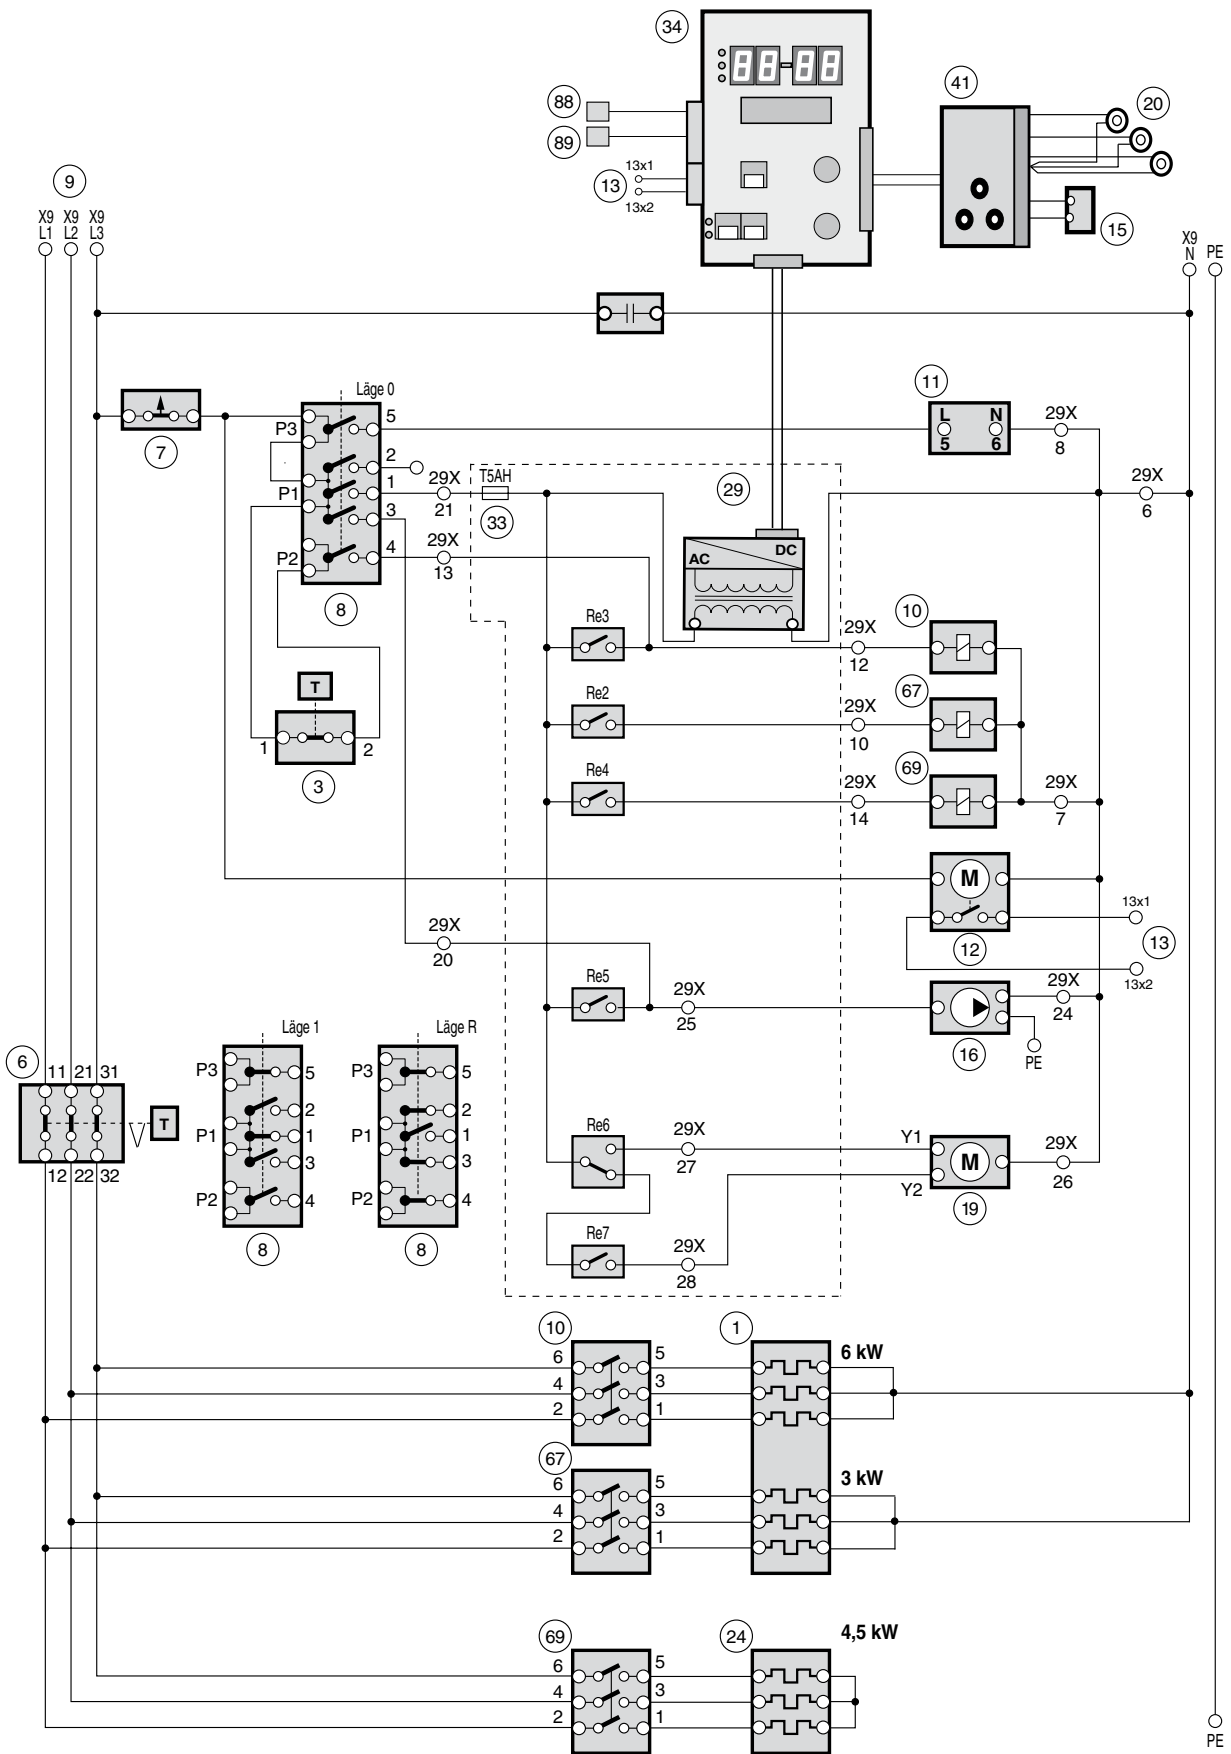 34
88:88
88
89
13
13x1
13x2
41
20
15
9
X9 X9 X9
L1 L2 L3
X9
N
PE
7
Läge 0
P3
P1
P2
5
2
1
3
4
8
29X
21
29X
13
T5AH
33
29
AC
DC
11
L N
5 6
29X
8
29X
6
T
1 2
3
Re3
29X
12
10
Re2
29X
10
67
Re4
29X
14
69
29X
7
M
12
13x1
13
13x2
29X
20
Re5
29X
25
16
29X
24
PE
6
11 21 31
12 22 32
T
Läge 1
P3
P1
P2
5
2
1
3
4
8
Läge R
P3
P1
P2
5
2
1
3
4
8
Re6
29X
27
Y1
Y2
M
19
29X
26
Re7
29X
28
10
6 5
4 3
2 1
1
6 kW
67
6 5
4 3
2 1
3 kW
69
6 5
4 3
2 1
24
4,5 kW
PE